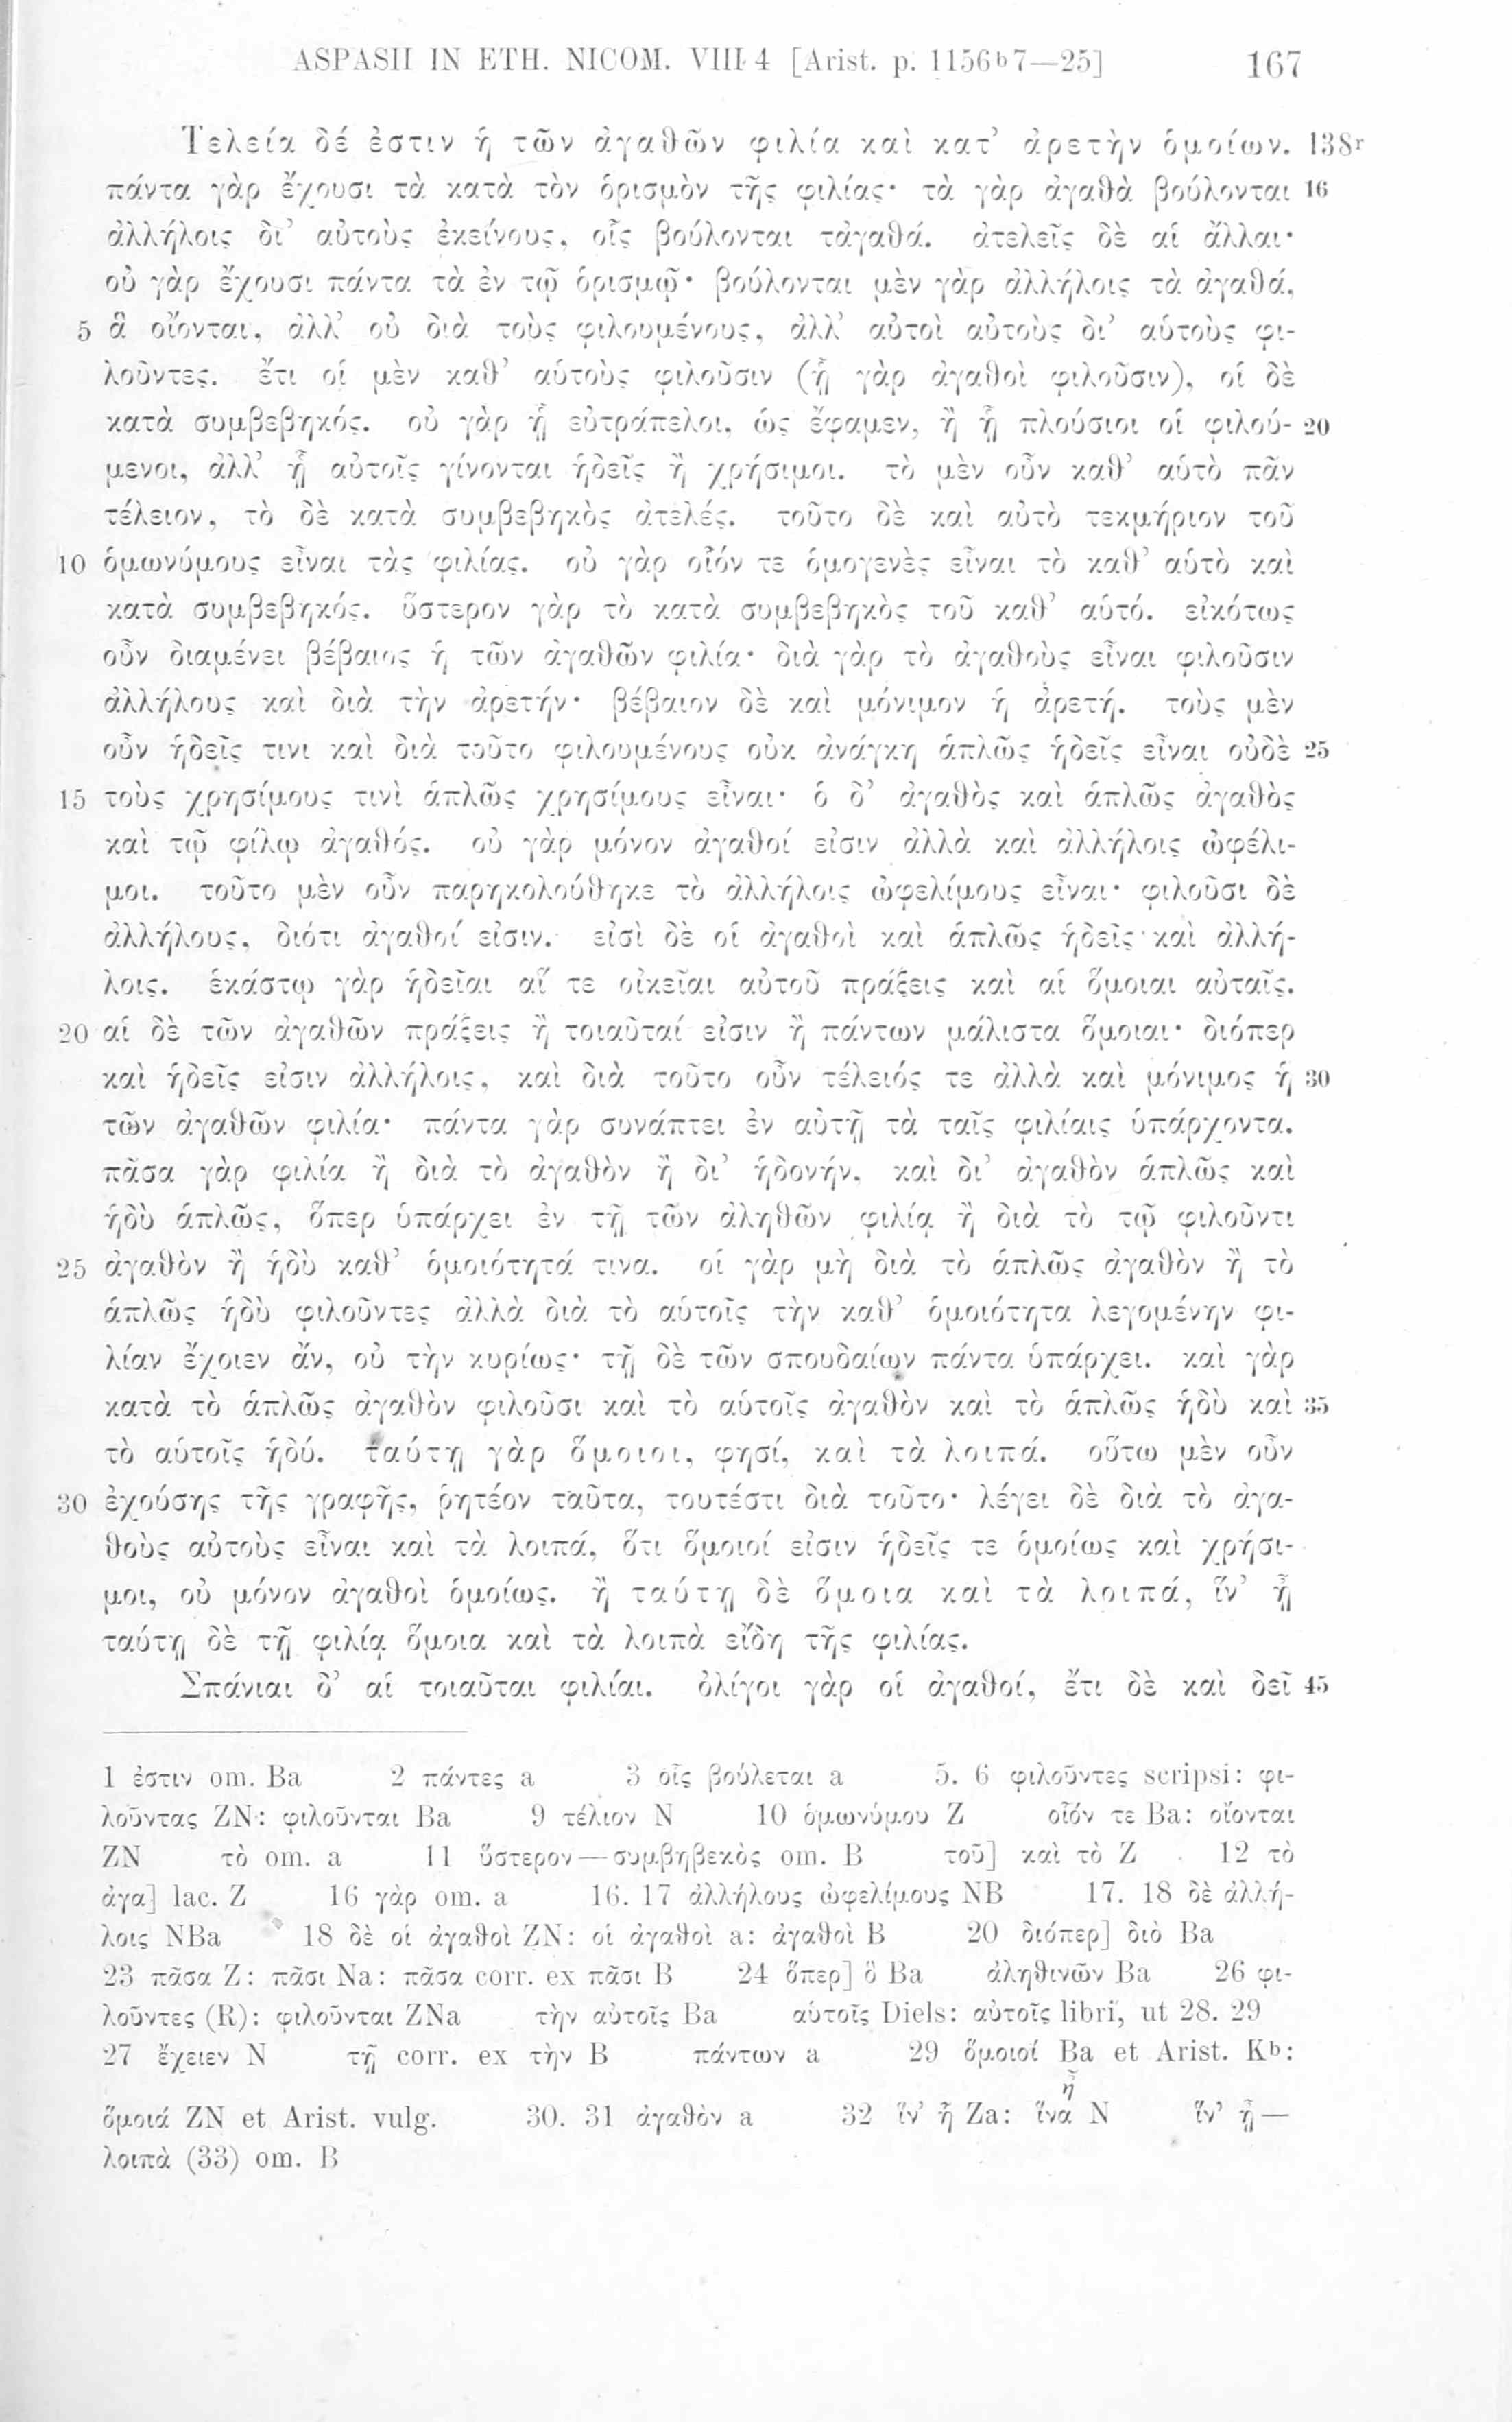 ASPASII IN ETH. NICOM. VIII 4 [Arist. p. 1156b 7—25] 167
Τελεία δέ ἐστιν ἡ τῶν ἀγαθῶν φιλία καὶ κατ’ ἀρετὴν ὁμοίων. 138r
πάντα γὰρ ἔχουσι τὰ κατὰ τὸν ὁρισμὸν τῆς φιλίας· τὰ γὰρ ἀγαθὰ βούλονται 16
ἀλλήλοις δι’ αὐτοὺς ἐκείνους, οἷς βούλονται τἀγαθά. ἀτελεῖς δὲ αἱ ἄλλαι·
οὐ γὰρ ἔχουσι πάντα τὰ ἐν τῷ ὁρισμῷ· βούλονται μὲν γὰρ ἀλλήλοις τὰ ἀγαθά,
5 ἃ οἴονται, ἀλλ’ οὐ διὰ τοὺς φιλουμένους, ἀλλ’ αὐτοὶ αὐτοὺς δι’ αὑτοὺς φι-
λοῦντες. ἔτι οἱ μὲν καθ’ αὑτοὺς φιλοῦσιν (ᾗ γὰρ ἀγαθοὶ φιλοῦσιν), οἱ δὲ
κατὰ συμβεβηκός. οὐ γὰρ ᾗ εὐτράπελοι, ὡς ἔφαμεν, ἢ ᾗ πλούσιοι οἱ φιλού- 20
μενοι, ἀλλ’ ᾗ αὐτοῖς γίνονται ἡδεῖς ἢ χρήσιμοι. τὸ μὲν οὖν καθ’ αὑτὸ πᾶν
τέλειον, τὸ δὲ κατὰ συμβεβηκὸς ἀτελές. τοῦτο δὲ καὶ αὐτὸ τεκμήριον τοῦ
10 ὁμωνύμους εἶναι τὰς φιλίας. οὐ γὰρ οἷόν τε ὁμογενὲς εἶναι τὸ καθ’ αὑτὸ καὶ
κατὰ συμβεβηκός. ὕστερον γὰρ τὸ κατὰ συμβεβηκὸς τοῦ καθ’ αὑτό. εἰκότως
οὖν διαμένει βέβαιος ἡ τῶν ἀγαθῶν φιλία· διὰ γὰρ τὸ ἀγαθοὺς εἶναι φιλοῦσιν
ἀλλήλους καὶ διὰ τὴν ἀρετήν· βέβαιον δὲ καὶ μόνιμον ἡ ἀρετή. τοὺς μὲν
οὖν ἡδεῖς τινι καὶ διὰ τοῦτο φιλουμένους οὐκ ἀνάγκη ἁπλῶς ἡδεῖς εἶναι οὐδὲ 25
15 τοὺς χρησίμους τινὶ ἁπλῶς χρησίμους εἶναι· ὁ δ’ ἀγαθὸς καὶ ἁπλῶς ἀγαθὸς
καὶ τῷ φίλῳ ἀγαθός. οὐ γὰρ μόνον ἀγαθοί εἰσιν ἀλλὰ καὶ ἀλλήλοις ὠφέλι-
μοι. τοῦτο μὲν οὖν παρηκολούθηκε τὸ ἀλλήλοις ὠφελίμους εἶναι· φιλοῦσι δὲ
ἀλλήλους, διότι ἀγαθοί εἰσιν. εἰσὶ δὲ οἱ ἀγαθοὶ καὶ ἁπλῶς ἡδεῖς καὶ ἀλλή-
λοις. ἑκάστῳ γὰρ ἡδεῖαι αἵ τε οἰκεῖαι αὐτοῦ πράξεις καὶ αἱ ὅμοιαι αὐταῖς.
20 αἱ δὲ τῶν ἀγαθῶν πράξεις ἢ τοιαῦταί εἰσιν ἢ πάντων μάλιστα ὅμοιαι· διόπερ
καὶ ἡδεῖς εἰσιν ἀλλήλοις, καὶ διὰ τοῦτο οὖν τέλειός τε ἀλλὰ καὶ μόνιμος ἡ 30
τῶν ἀγαθῶν φιλία· πάντα γὰρ συνάπτει ἐν αὐτῇ τὰ ταῖς φιλίαις ὑπάρχοντα.
πᾶσα γὰρ φιλία ἢ διὰ τὸ ἀγαθὸν ἢ δι’ ἡδονήν, καὶ δι’ ἀγαθὸν ἁπλῶς καὶ
ἡδὺ ἁπλῶς, ὅπερ ὑπάρχει ἐν τῇ τῶν ἀληθῶν φιλίᾳ ἢ διὰ τὸ τῷ φιλοῦντι
25 ἀγαθὸν ἢ ἡδὺ καθ’ ὁμοιότητά τινα. οἱ γὰρ μὴ διὰ τὸ ἁπλῶς ἀγαθὸν ἢ τὸ
ἁπλῶς ἡδὺ φιλοῦντες ἀλλὰ διὰ τὸ αὑτοῖς τὴν καθ’ ὁμοιότητα λεγομένην φι-
λίαν ἔχοιεν ἄν, οὐ τὴν κυρίως· τῇ δὲ τῶν σπουδαίων πάντα ὑπάρχει. καὶ γὰρ
κατὰ τὸ ἁπλῶς ἀγαθὸν φιλοῦσι καὶ τὸ αὑτοῖς ἀγαθὸν καὶ τὸ ἁπλῶς ἡδὺ καὶ 35
τὸ αὑτοῖς ἡδύ. ταύτῃ γὰρ ὅμοιοι, φησί, καὶ τὰ λοιπά. οὕτω μὲν οὖν
30 ἐχούσης τῆς γραφῆς, ῥητέον ταῦτα, τουτέστι διὰ τοῦτο· λέγει δὲ διὰ τὸ ἀγα-
θοὺς αὐτοὺς εἶναι καὶ τὰ λοιπά, ὅτι ὅμοιοί εἰσιν ἡδεῖς τε ὁμοίως καὶ χρήσι-
μοι, οὐ μόνον ἀγαθοὶ ὁμοίως. ἢ ταύτῃ δὲ ὅμοια καὶ τὰ λοιπά, ἵν’ ᾖ
ταύτῃ δὲ τῇ φιλίᾳ ὅμοια καὶ τὰ λοιπὰ εἴδη τῆς φιλίας.
Σπάνιαι δ’ αἱ τοιαῦται φιλίαι. ὀλίγοι γὰρ οἱ ἀγαθοί, ἔτι δὲ καὶ δεῖ 45
1 ἐστιν om. Ba 2 πάντες a 3 οἷς βούλεται a 5. 6 φιλοῦντες scripsi: φι-
λοῦντας ZN: φιλοῦνται Ba 9 τέλιον N 10 ὁμωνύμου Z οἷόν τε Ba: οἴονται
ZN τὸ om. a 11 ὕστερον — συμβηβεκὸς om. B τοῦ] καὶ τὸ Z 12 τὸ
ἀγα] lac. Z 16 γὰρ om. a 16. 17 ἀλλήλους ὠφελίμους NB 17. 18 δὲ ἀλλή-
λοις NBa 18 δὲ οἱ ἀγαθοὶ ZN: οἱ ἀγαθοὶ a: ἀγαθοὶ B 20 διόπερ] διὸ Ba
23 πᾶσα Z: πᾶσι Na: πᾶσα corr. ex πᾶσι B 24 ὅπερ] ὃ Ba ἀληθινῶν Ba 26 φι-
λοῦντες (R): φιλοῦνται ZNa τὴν αὐτοῖς Ba αὑτοῖς Diels: αὐτοῖς libri, ut 28. 29
27 ἔχειεν N τῇ corr. ex τὴν B πάντων a 29 ὅμοιοί Ba et Arist. Kb:
ὅμοιά ZN et Arist. vulg. 30. 31 ἀγαθὸν a 32 ἵν’ ἦ Za: ἵνα ἦ N ἵν’ ᾖ —
λοιπὰ (33) om. B